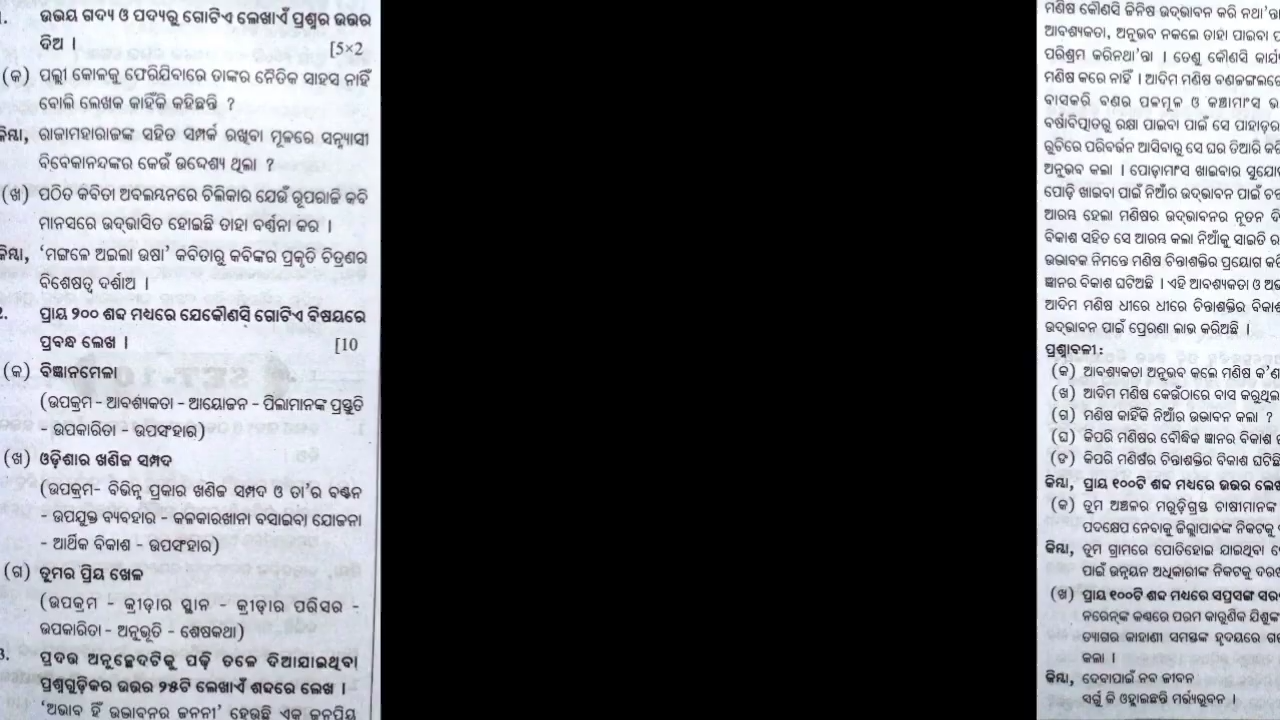 ଉଭୟ ଗଦ୍ୟ ଓ ପଦ୍ୟରୁ ଗୋଟିଏ ଲେଖାଏଁ ପ୍ରଶ୍ନର ଉତ୍ତର
ଦିଅ । [5×2
(କ) ପଲ୍ଲୀ କୋଳକୁ ଫେରିଯିବାରେ ତାଙ୍କର ନୈତିକ ସାହସ ନାହିଁ
ବୋଲି ଲେଖକ କାହିଁକି କହିଛନ୍ତି ?
କିମ୍ବା, ରାଜାମହାରାଜଙ୍କ ସହିତ ସମ୍ପର୍କ ରଖିବା ମୂଳରେ ସନ୍ନ୍ୟାସୀ
ବିବେକାନନ୍ଦଙ୍କର କେଉଁ ଉଦ୍ଦେଶ୍ୟ ଥିଲା ?
(ଖ) ପଠିତ କବିତା ଅବଲମ୍ବନରେ ଚିଲିକାର ଯେଉଁ ରୂପରାଜି କବି
ମାନସରେ ଉଦ୍‌ଭାସିତ ହୋଇଛି ତାହା ବର୍ଣ୍ଣନା କର ।
କିମ୍ବା, ‘ମଙ୍ଗଳେ ଅଇଲା ଉଷା’ କବିତାରୁ କବିଙ୍କର ପ୍ରକୃତି ଚିତ୍ରଣର
ବିଶେଷତ୍ୱ ଦର୍ଶାଅ ।
ପ୍ରାୟ ୨୦୦ ଶବ୍ଦ ମଧ୍ୟରେ ଯେକୌଣସି ଗୋଟିଏ ବିଷୟରେ
ପ୍ରବନ୍ଧ ଲେଖ । [10
(କ) ବିଜ୍ଞାନମେଳା
(ଉପକ୍ରମ - ଆବଶ୍ୟକତା - ଆୟୋଜନ - ପିଲାମାନଙ୍କ ପ୍ରସ୍ତୁତି
- ଉପକାରିତା - ଉପସଂହାର)
(ଖ) ଓଡ଼ିଶାର ଖଣିଜ ସମ୍ପଦ
(ଉପକ୍ରମ- ବିଭିନ୍ନ ପ୍ରକାର ଖଣିଜ ସମ୍ପଦ ଓ ତା’ର ବଣ୍ଟନ
- ଉପଯୁକ୍ତ ବ୍ୟବହାର - କଳକାରଖାନା ବସାଇବା ଯୋଜନା
- ଆର୍ଥିକ ବିକାଶ - ଉପସଂହାର)
(ଗ) ତୁମର ପ୍ରିୟ ଖେଳ
(ଉପକ୍ରମ - କ୍ରୀଡ଼ାର ସ୍ଥାନ - କ୍ରୀଡ଼ାର ପରିସର -
ଉପକାରିତା - ଅନୁଭୂତି - ଶେଷକଥା)
ପ୍ରଦତ୍ତ ଅନୁଚ୍ଛେଦଟିକୁ ପଢ଼ି ତଳେ ଦିଆଯାଇଥିବା
ପ୍ରଶ୍ନଗୁଡ଼ିକର ଉତ୍ତର ୨୫ଟି ଲେଖାଏଁ ଶବ୍ଦରେ ଲେଖ ।
‘ଅଭାବ ହିଁ ଉଦ୍ଭାବନର ଜନନୀ’ ହେଉଛି ଏକ ଜନପ୍ରିୟ
ମଣିଷ କୌଣସି ଜିନିଷ ଉଦ୍‌ଭାବନ କରି ନଥା’ନ୍ତା
ଆବଶ୍ୟକତା, ଅନୁଭବ ନକଲେ ତାହା ପାଇବା
ପରିଶ୍ରମ କରିନଥା’ନ୍ତା । ତେଣୁ କୌଣସି କାର୍ଯ୍ୟ
ମଣିଷ କରେ ନାହିଁ । ଆଦିମ ମଣିଷ ବଣଜଙ୍ଗଲରେ
ବାସକରି ବଣର ଫଳମୂଳ ଓ କଞ୍ଚାମାଂସ
ବର୍ଷାବିପାତରୁ ରକ୍ଷା ପାଇବା ପାଇଁ ସେ ପାହାଡ଼ର
ରୁଚିରେ ପରିବର୍ତ୍ତନ ଆସିବାରୁ ସେ ଘର ତିଆରି
ଅନୁଭବ କଲା । ପୋଡ଼ାମାଂସ ଖାଇବାର
ପୋଡ଼ି ଖାଇବା ପାଇଁ ନିଆଁର ଉଦ୍‌ଭାବନ ପାଇଁ
ଆରମ୍ଭ ହେଲା ମଣିଷର ଉଦ୍‌ଭାବନର ନୂତନ
ବିକାଶ ସହିତ ସେ ଆରମ୍ଭ କଲା ନିଆଁକୁ ସାଇତି
ଉଦ୍ଭାବକ ନିମନ୍ତେ ମଣିଷ ଚିନ୍ତାଶକ୍ତିର ପ୍ରୟୋଗ
ଜ୍ଞାନର ବିକାଶ ଘଟିଅଛି । ଏହି ଆବଶ୍ୟକତା ଓ
ଆଦିମ ମଣିଷ ଧୀରେ ଧୀରେ ଚିନ୍ତାଶକ୍ତିର ବିକାଶ
ଉଦ୍‌ଭାବନ ପାଇଁ ପ୍ରେରଣା ଲାଭ କରିଅଛି ।
ପ୍ରଶ୍ନାବଳୀ :
(କ) ଆବଶ୍ୟକତା ଅନୁଭବ କଲେ ମଣିଷ କ’ଣ
(ଖ) ଆଦିମ ମଣିଷ କେଉଁଠାରେ ବାସ କରୁଥିଲା
(ଗ) ମଣିଷ କାହିଁକି ନିଆଁର ଉଦ୍ଭାବନ କଲା ?
(ଘ) କିପରି ମଣିଷର ବୌଦ୍ଧିକ ଜ୍ଞାନର ବିକାଶ
(ଙ) କିପରି ମଣିଷର ଚିନ୍ତାଶକ୍ତିର ବିକାଶ ଘଟିଛି
କିମ୍ବା, ପ୍ରାୟ ୧୦୦ଟି ଶବ୍ଦ ମଧ୍ୟରେ ଉତ୍ତର ଲେଖ
(କ) ତୁମ ଅଞ୍ଚଳର ମରୁଡ଼ିଗ୍ରସ୍ତ ଚାଷୀମାନଙ୍କ
ପଦକ୍ଷେପ ନେବାକୁ ଜିଲ୍ଲାପାଳଙ୍କ ନିକଟକୁ
କିମ୍ବା, ତୁମ ଗ୍ରାମରେ ପୋତିହୋଇ ଯାଇଥିବା
ପାଇଁ ଉନ୍ନୟନ ଅଧିକାରୀଙ୍କ ନିକଟକୁ
(ଖ) ପ୍ରାୟ ୧୦୦ଟି ଶବ୍ଦ ମଧ୍ୟରେ ସପ୍ରସଙ୍ଗ
ନରେନ୍‌ଙ୍କ କଣ୍ଠରେ ପରମ କାରୁଣିକ ଯିଶୁଙ୍କ
ତ୍ୟାଗର କାହାଣୀ ସମସ୍ତଙ୍କ ହୃଦୟରେ
କଲା ।
କିମ୍ବା, ଦେବାପାଇଁ ନବ ଜୀବନ
ସର୍ଗୁ କି ଓହ୍ଲାଇଛନ୍ତି ମର୍ତ୍ତ୍ୟଭୁବନ ।